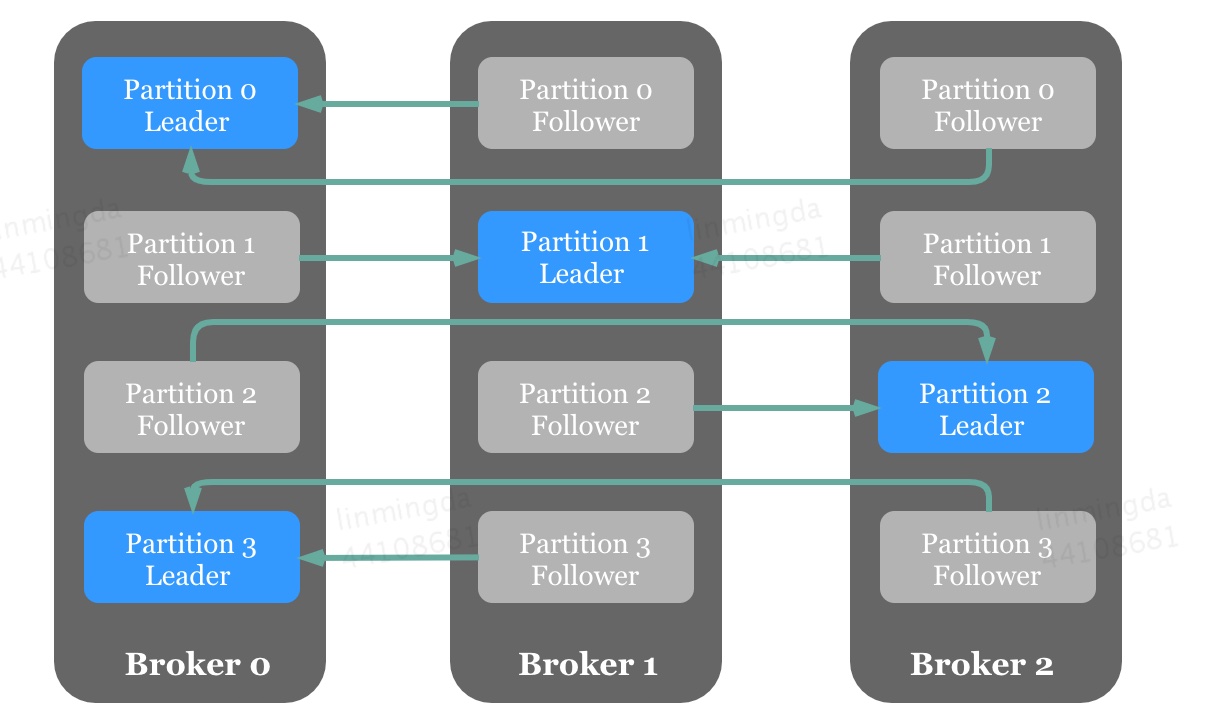 Partition 0
Leader
Partition 0
Follower
Partition 0
Follower
linmingda
44108681
Partition 1
Follower
Partition 1
Leader
linmingda
44108681
Partition 1
Follower
Partition 2
Follower
Partition 2
Follower
Partition 2
Leader
Partition 3
Leader
linmingda
44108681
Partition 3
Follower
Partition 3
Follower
linmingda
44108681
Broker 0
Broker 1
Broker 2